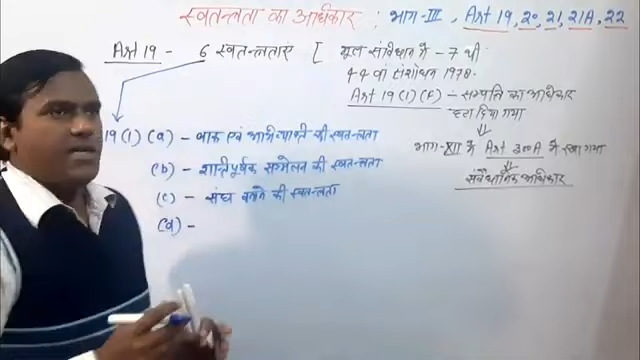 स्वतन्त्रता का अधिकार : भाग-III, Art 19, 20, 21, 21A, 22
Art 19 - 6 स्वतन्त्रताएं [ मूल संविधान में - 7 थी
44 वां संशोधन 1978.
Art 19(1)(f) - सम्पत्ति का अधिकार
हटा दिया गया
भाग-XII में Art 300A में रखा गया
संवैधानिक अधिकार
19(1)(a) - वाक एवं अभिव्यक्ति की स्वतन्त्रता
(b) - शान्तिपूर्वक सम्मेलन की स्वतन्त्रता
(c) - संघ बनाने की स्वतन्त्रता
(d) -